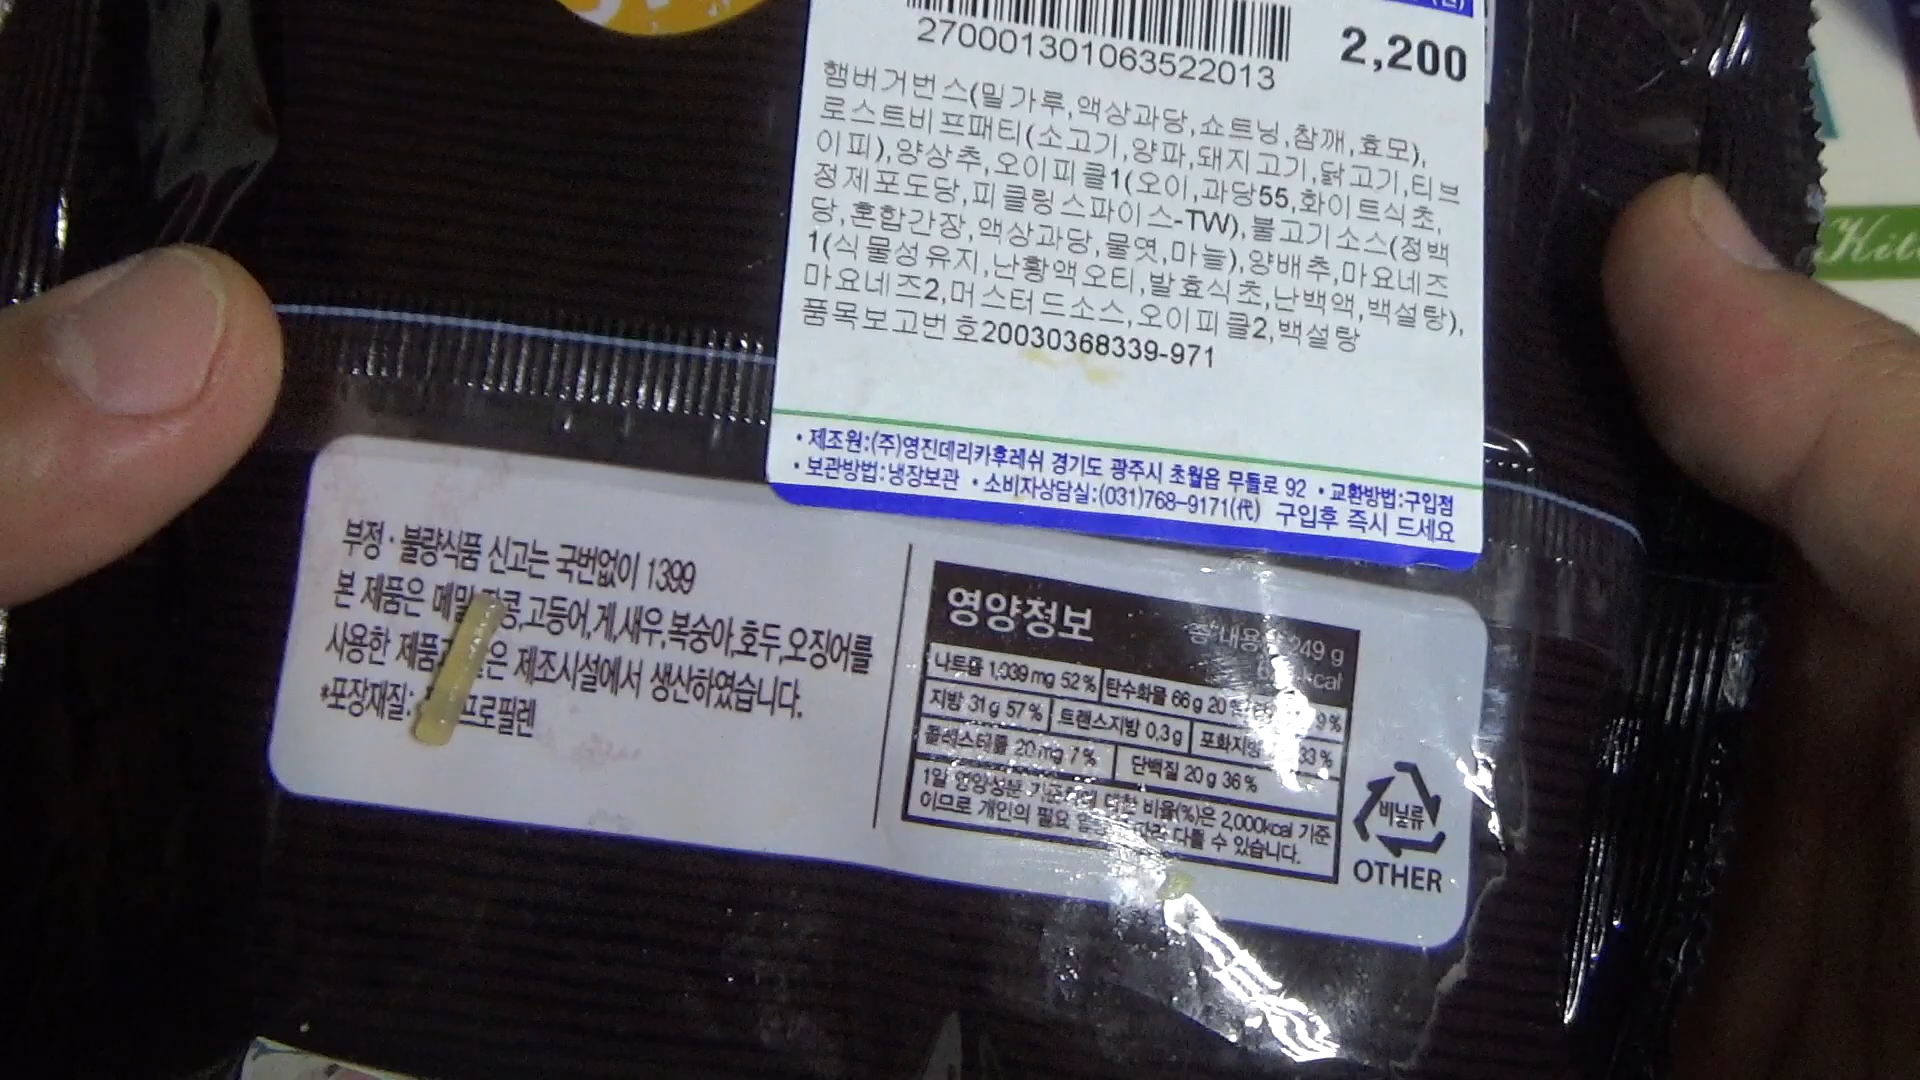 2700013010635220​13
2,200
햄버거번스(밀가루,액상과당,쇼트닝,참깨,효모),
로스트비프패티(소고기,양파,돼지고기,닭고기,티브
이피),양상추,오이피클1(오이,과당55,화이트식초,
정제포도당,피클링스파이스-TW),불고기소스(정백
당,혼합간장,액상과당,물엿,마늘),양배추,마요네즈
1(식물성유지,난황액오티,발효식초,난백액,백설탕),
마요네즈2,머스터드소스,오이피클2,백설탕
품목보고번호20030368339-971
• 제조원:(주)영진데리카후레쉬 경기도 광주시 초월읍 무들로 92 • 교환방법:구입점
• 보관방법:냉장보관 • 소비자상담실:(031)768-9171(代) 구입후 즉시 드세요
부정·불량식품 신고는 국번없이 1399
본 제품은 메밀 고등어,게,새우,복숭아,호두,오징어를
사용한 제조시설에서 생산하였습니다.
*포장재질:
영양정보
249 g
kcal
나트륨 1,039 mg 52 % 탄수화물 66 g 20 % 9 %
지방 31 g 57 % 트랜스지방 0.3 g 포화지방 33 %
콜레스테롤 20 mg 7 % 단백질 20 g 36 %
1일 영양성분 기준치에 대한 비율(%)은 2,000kcal 기준
이므로 개인의 필요 다를 수 있습니다.
비닐류
OTHER
Kit